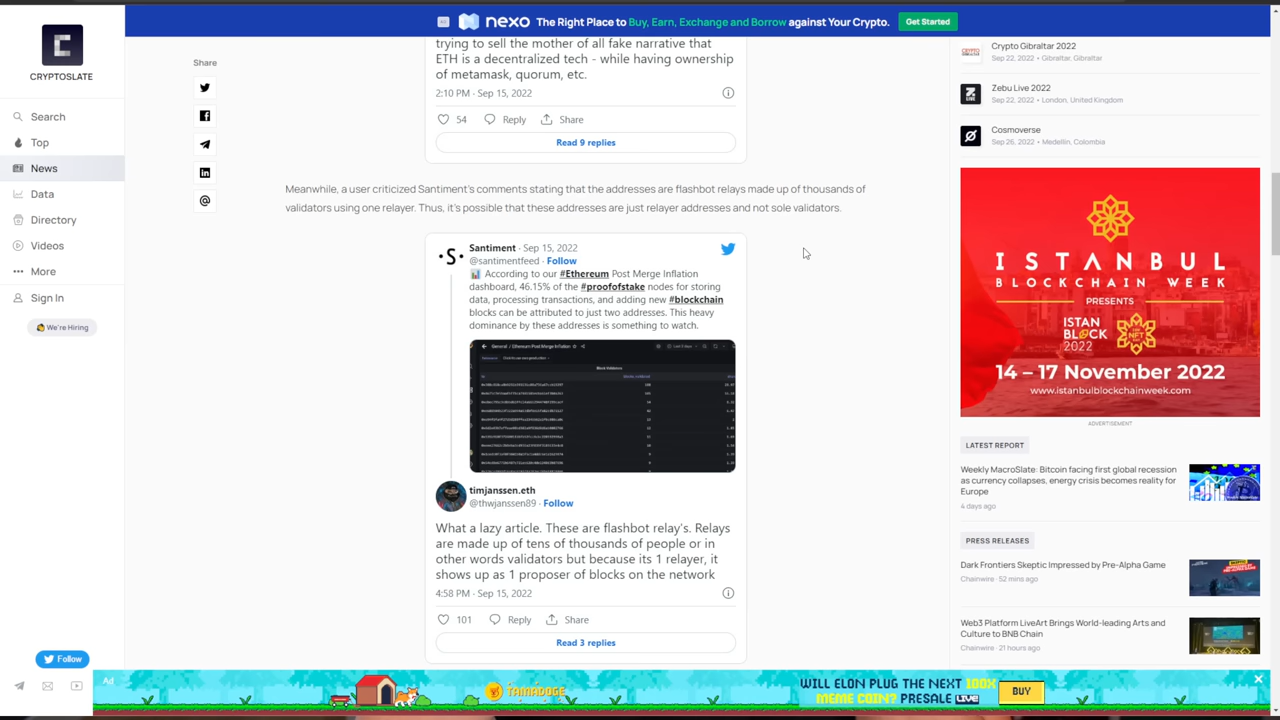 nexo The Right Place to Buy, Earn, Exchange and Borrow against Your Crypto. Get Started
CRYPTOSLATE
Search
Top
News
Data
Directory
Videos
More
Sign In
We're Hiring
Follow
Share
trying to sell the mother of all fake narrative that
ETH is a decentralized tech - while having ownership
of metamask, quorum, etc.
2:10 PM · Sep 15, 2022
54 Reply Share
Read 9 replies
Meanwhile, a user criticized Santiment's comments stating that the addresses are flashbot relays made up of thousands of
validators using one relayer. Thus, it's possible that these addresses are just relayer addresses and not sole validators.
Santiment · Sep 15, 2022
@santimentfeed · Follow
According to our #Ethereum Post Merge Inflation
dashboard, 46.15% of the #proofofstake nodes for storing
data, processing transactions, and adding new #blockchain
blocks can be attributed to just two addresses. This heavy
dominance by these addresses is something to watch.
General / Ethereum Post Merge Inflation
timjanssen.eth
@thwjanssen89 · Follow
What a lazy article. These are flashbot relay's. Relays
are made up of tens of thousands of people or in
other words validators but because its 1 relayer, it
shows up as 1 proposer of blocks on the network
4:58 PM · Sep 15, 2022
101 Reply Share
Read 3 replies
Crypto Gibraltar 2022
Sep 22, 2022 • Gibraltar, Gibraltar
Zebu Live 2022
Sep 22, 2022 • London, United Kingdom
Cosmoverse
Sep 26, 2022 • Medellin, Colombia
ISTANBUL
BLOCKCHAIN WEEK
PRESENTS
ISTAN
BLOCK
2022
14 – 17 November 2022
www.istanbulblockchainweek.com
ADVERTISEMENT
LATEST REPORT
Weekly MacroSlate: Bitcoin facing first global recession
as currency collapses, energy crisis becomes reality for
Europe
4 days ago
PRESS RELEASES
Dark Frontiers Skeptic Impressed by Pre-Alpha Game
Chainwire · 52 mins ago
Web3 Platform LiveArt Brings World-leading Arts and
Culture to BNB Chain
Chainwire · 21 hours ago
Ad
TAMADOGE
WILL ELON PLUG THE NEXT 100X
MEME COIN? PRESALE LIVE
BUY